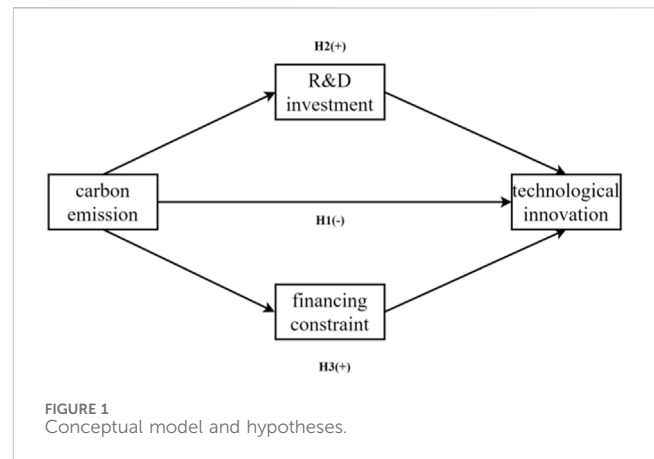 H2(+)
R&D
investment
carbon
emission
technological
innovation
H1(-)
financing
constraint
H3(+)
FIGURE 1
Conceptual model and hypotheses.